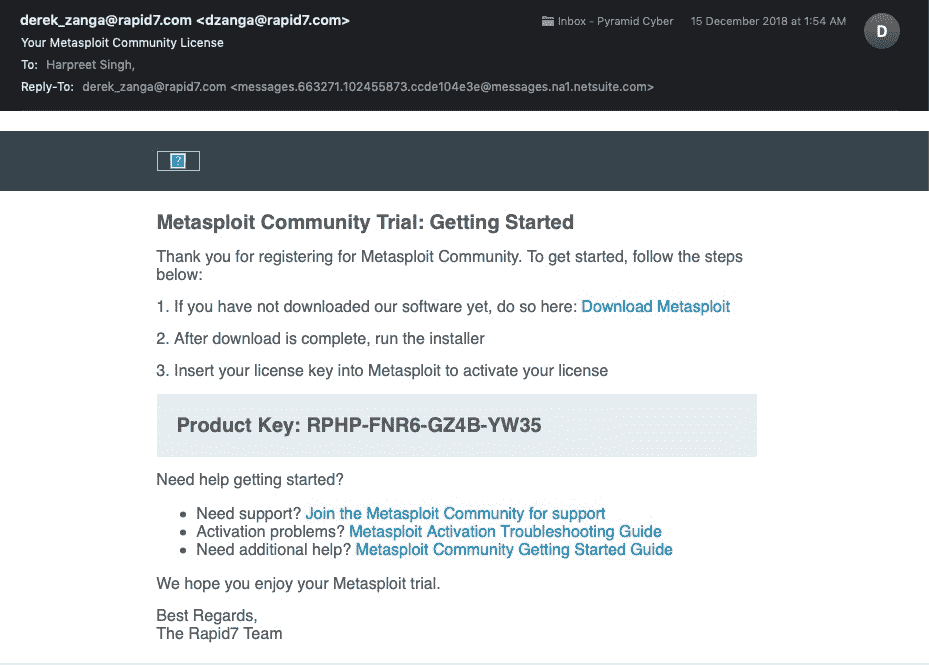 derek_zanga@rapid7.com <dzanga@rapid7.com>
Inbox - Pyramid Cyber
15 December 2018 at 1:54 AM
D
Your Metasploit Community License
To: Harpreet Singh,
Reply-To: derek_zanga@rapid7.com <messages.663271.102455873.ccde104e3e@messages.na1.netsuite.com>
?
Metasploit Community Trial: Getting Started
Thank you for registering for Metasploit Community. To get started, follow the steps
below:
1. If you have not downloaded our software yet, do so here: Download Metasploit
2. After download is complete, run the installer
3. Insert your license key into Metasploit to activate your license
Product Key: RPHP-FNR6-GZ4B-YW35
Need help getting started?
• Need support? Join the Metasploit Community for support
• Activation problems? Metasploit Activation Troubleshooting Guide
• Need additional help? Metasploit Community Getting Started Guide
We hope you enjoy your Metasploit trial.
Best Regards,
The Rapid7 Team